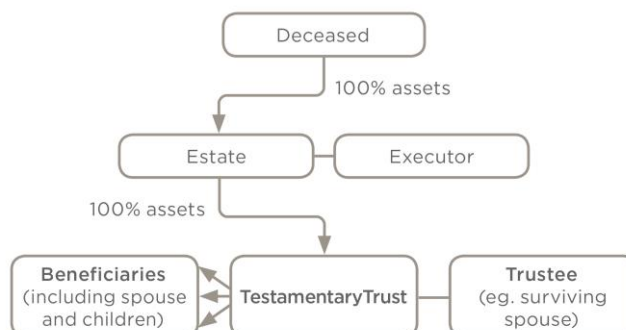 Deceased
100% assets
Estate
Executor
100% assets
Beneficiaries
(including spouse
and children)
TestamentaryTrust
Trustee
(eg. surviving
spouse)